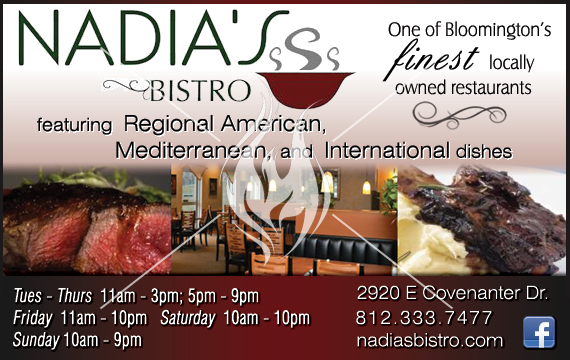 NADIA'S
BISTRO
One of Bloomington's
finest locally
owned restaurants
featuring Regional American,
Mediterranean, and International dishes
Tues - Thurs 11am - 3pm; 5pm - 9pm
Friday 11am - 10pm Saturday 10am - 10pm
Sunday 10am - 9pm
2920 E Covenanter Dr.
812.333.7477
nadiasbistro.com
f